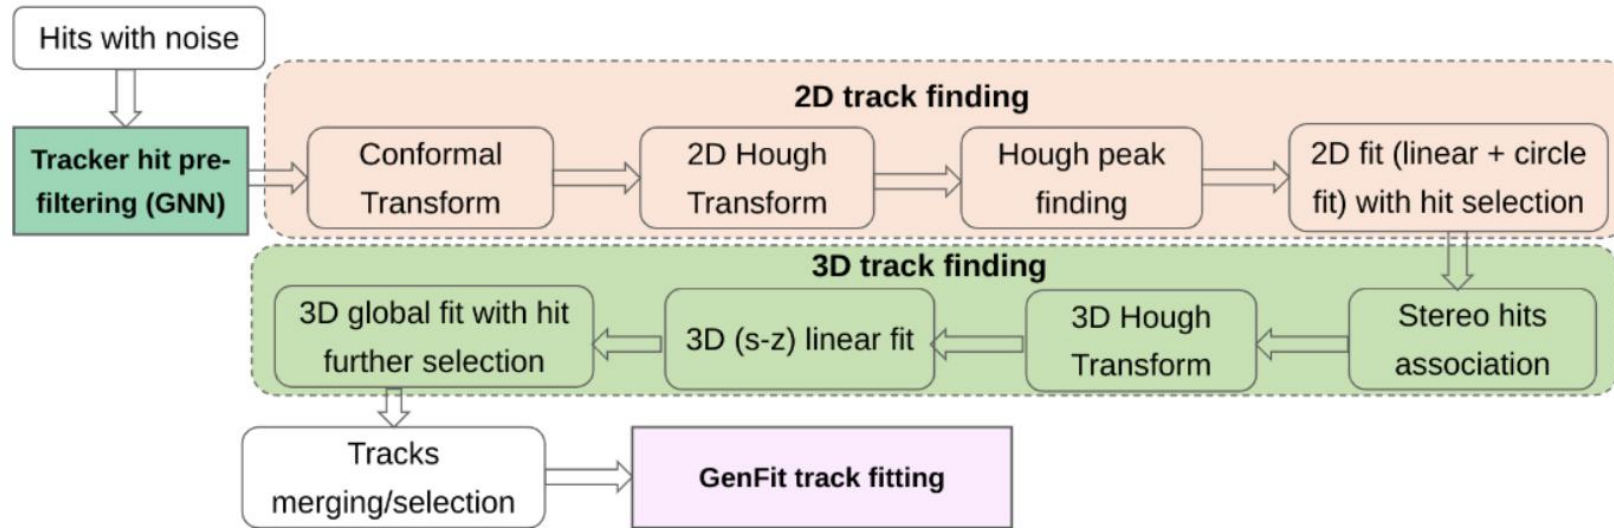 Hits with noise
2D track finding
Tracker hit pre-
filtering (GNN)
Conformal
Transform
2D Hough
Transform
Hough peak
finding
2D fit (linear + circle
fit) with hit selection
3D track finding
3D global fit with hit
further selection
3D (s-z) linear fit
3D Hough
Transform
Stereo hits
association
Tracks
merging/selection
GenFit track fitting